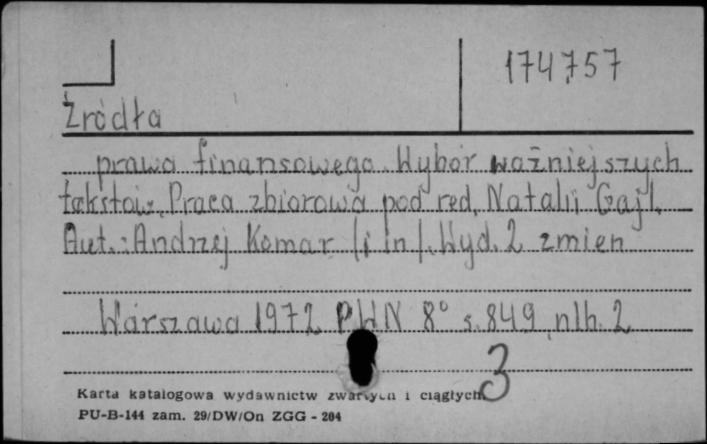 174757
Źródła
prawa finansowego. Wybór ważniejszych
tekstów. Praca zbiorowa pod red. Natalii Gajl.
Aut.: Andrzej Komar [i in]. Wyd. 2 zmien
Warszawa 1972 PWN 8° s. 849, nlb. 2
3
Karta katalogowa wydawnictw zwartych i ciągłych
PU-B-144 zam. 29/DW/On ZGG - 204